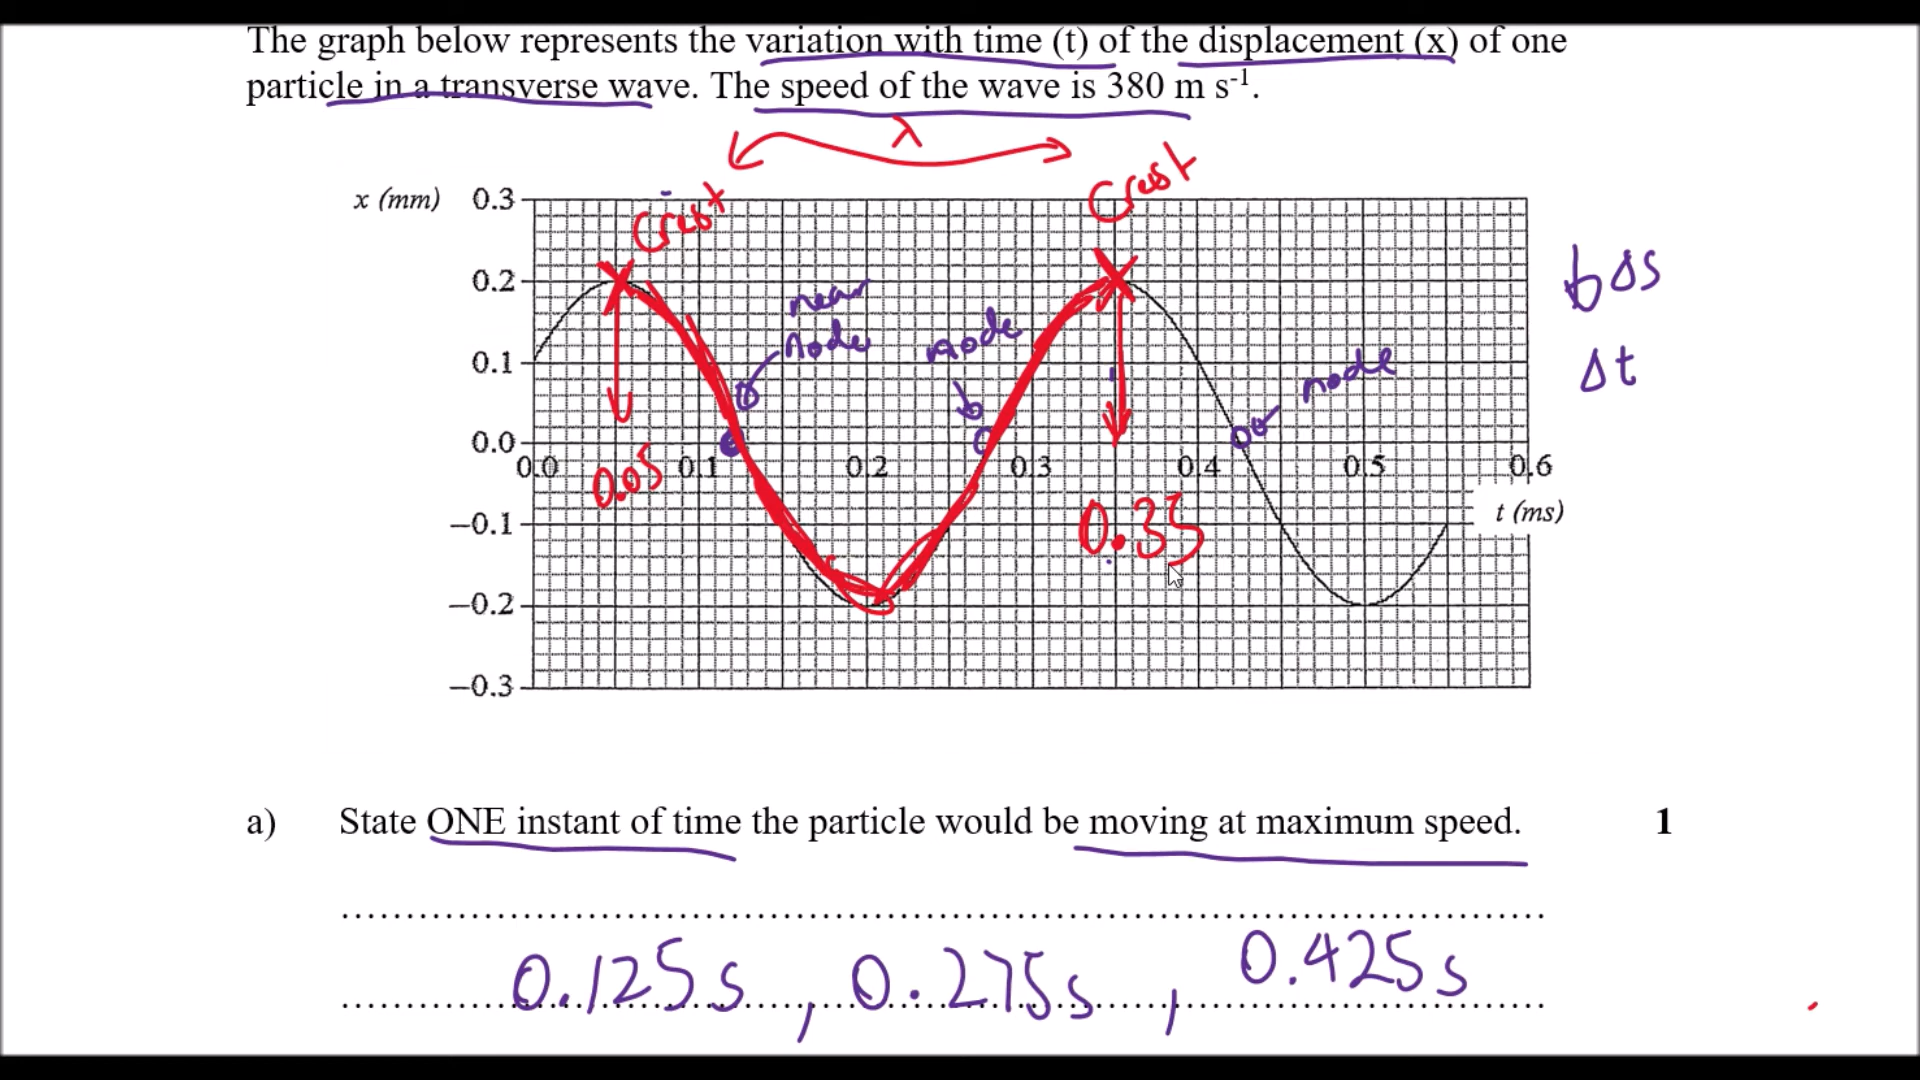 The graph below represents the variation with time (t) of the displacement (x) of one
particle in a transverse wave. The speed of the wave is 380 m s⁻¹.
λ
Crest
Crest
x (mm)
0.3
0.2
0.1
0.0
−0.1
−0.2
−0.3
near
node
node
node
Δs
Δt
0.0
0.1
0.2
0.3
0.4
0.5
0.6
t (ms)
0.05
0.35
a) State ONE instant of time the particle would be moving at maximum speed. 1
0.125s, 0.275s, 0.425s